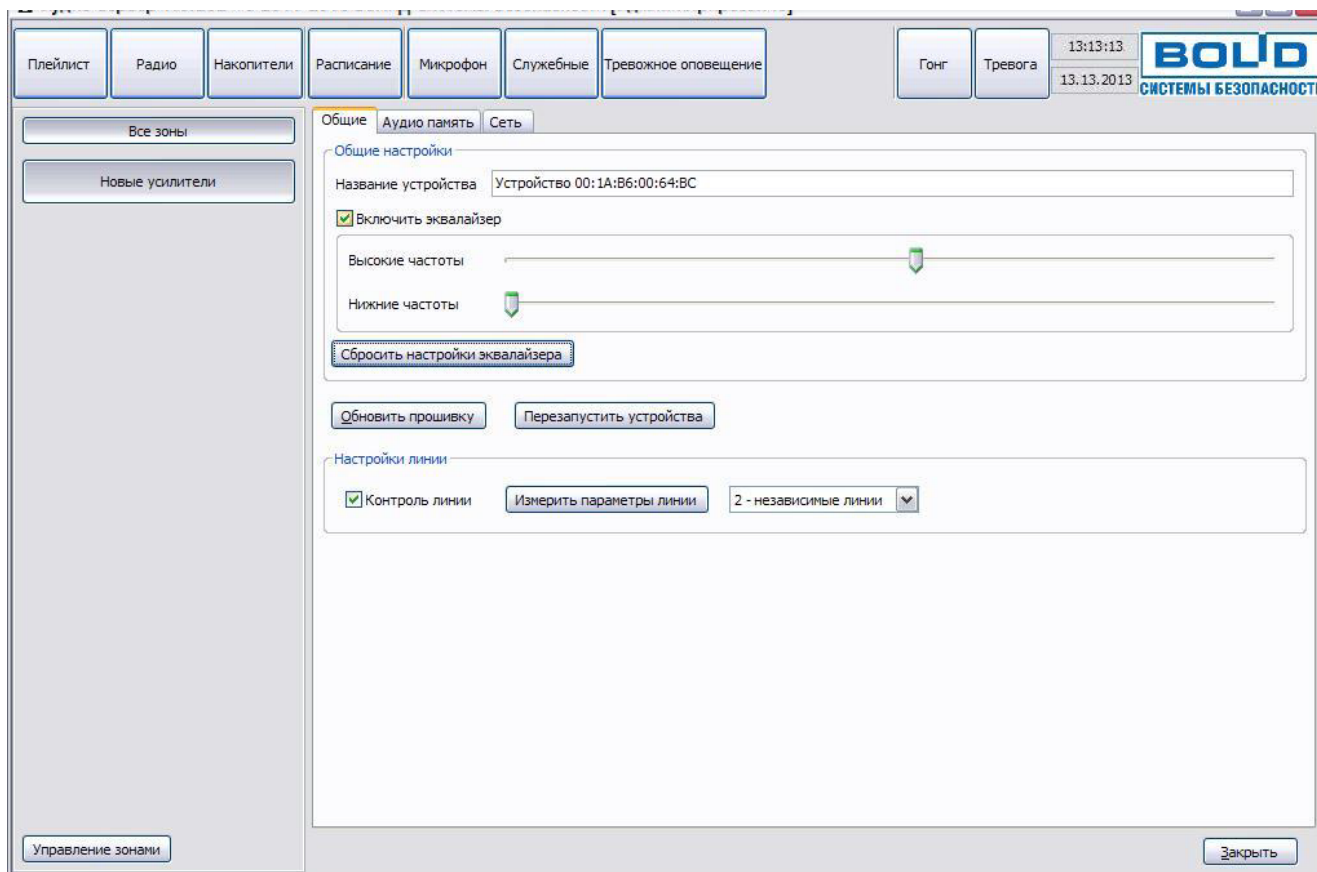 Плейлист Радио Накопители Расписание Микрофон Служебные Тревожное оповещение Гонг Тревога 13:13:13
13.13.2013
BOLID
СИСТЕМЫ БЕЗОПАСНОСТИ
Все зоны
Новые усилители
Общие Аудио память Сеть
Общие настройки
Название устройства Устройство 00:1A:B6:00:64:BC
Включить эквалайзер
Высокие частоты
Нижние частоты
Сбросить настройки эквалайзера
Обновить прошивку Перезапустить устройства
Настройки линии
Контроль линии Измерить параметры линии 2 - независимые линии
Управление зонами Закрыть